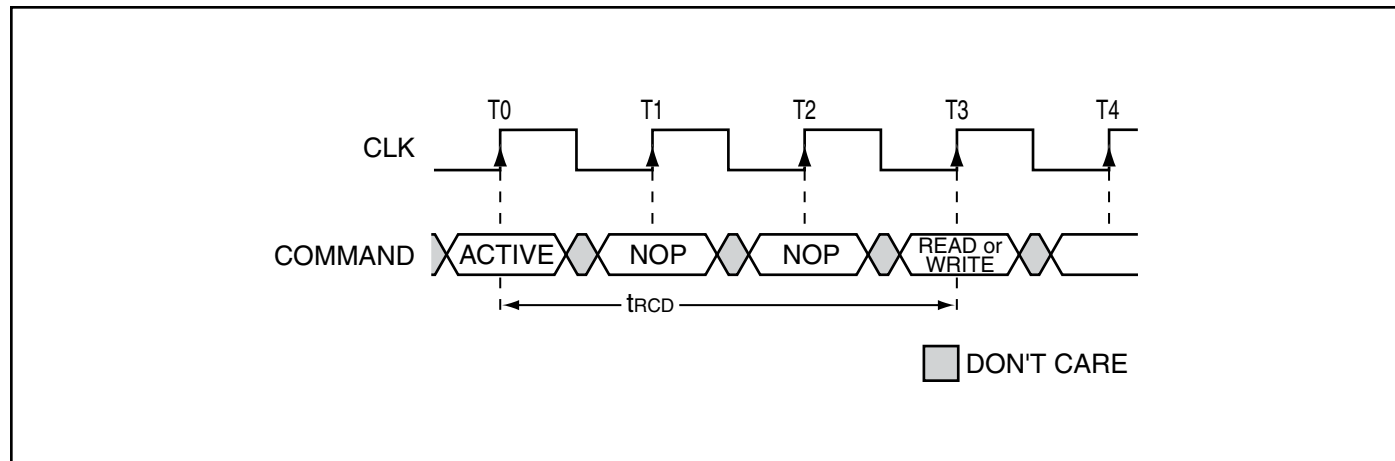 T0 T1 T2 T3 T4
CLK
COMMAND ACTIVE NOP NOP READ or
WRITE
tRCD
DON'T CARE